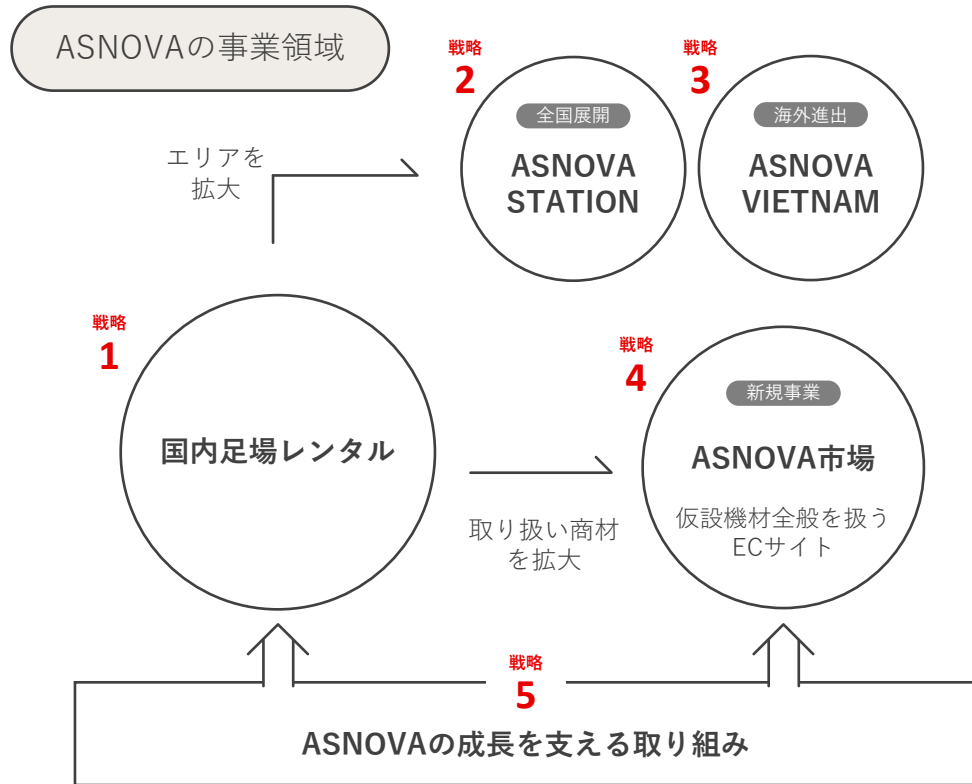 ASNOVAの事業領域
戦略
2
全国展開
ASNOVA
STATION
戦略
3
海外進出
ASNOVA
VIETNAM
エリアを
拡大
戦略
1
国内足場レンタル
取り扱い商材
を拡大
戦略
4
新規事業
ASNOVA市場
仮設機材全般を扱う
ECサイト
戦略
5
ASNOVAの成長を支える取り組み